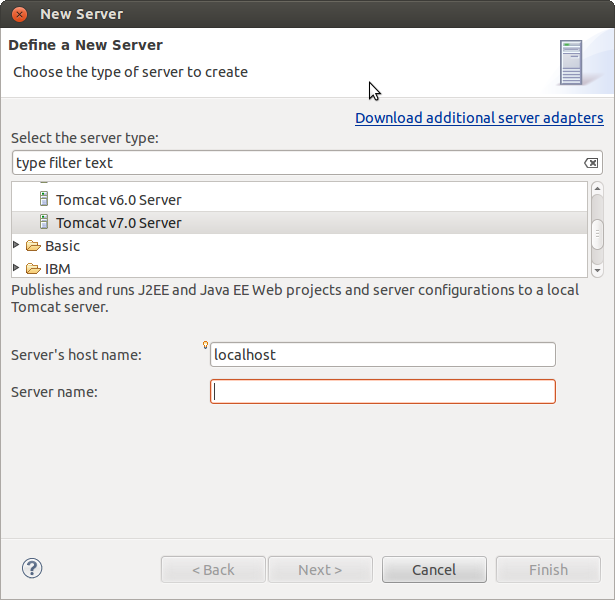 New Server
Define a New Server
Choose the type of server to create
Download additional server adapters
Select the server type:
type filter text
Tomcat v6.0 Server
Tomcat v7.0 Server
Basic
IBM
Publishes and runs J2EE and Java EE Web projects and server configurations to a local
Tomcat server.
Server's host name: localhost
Server name:
? < Back Next > Cancel Finish